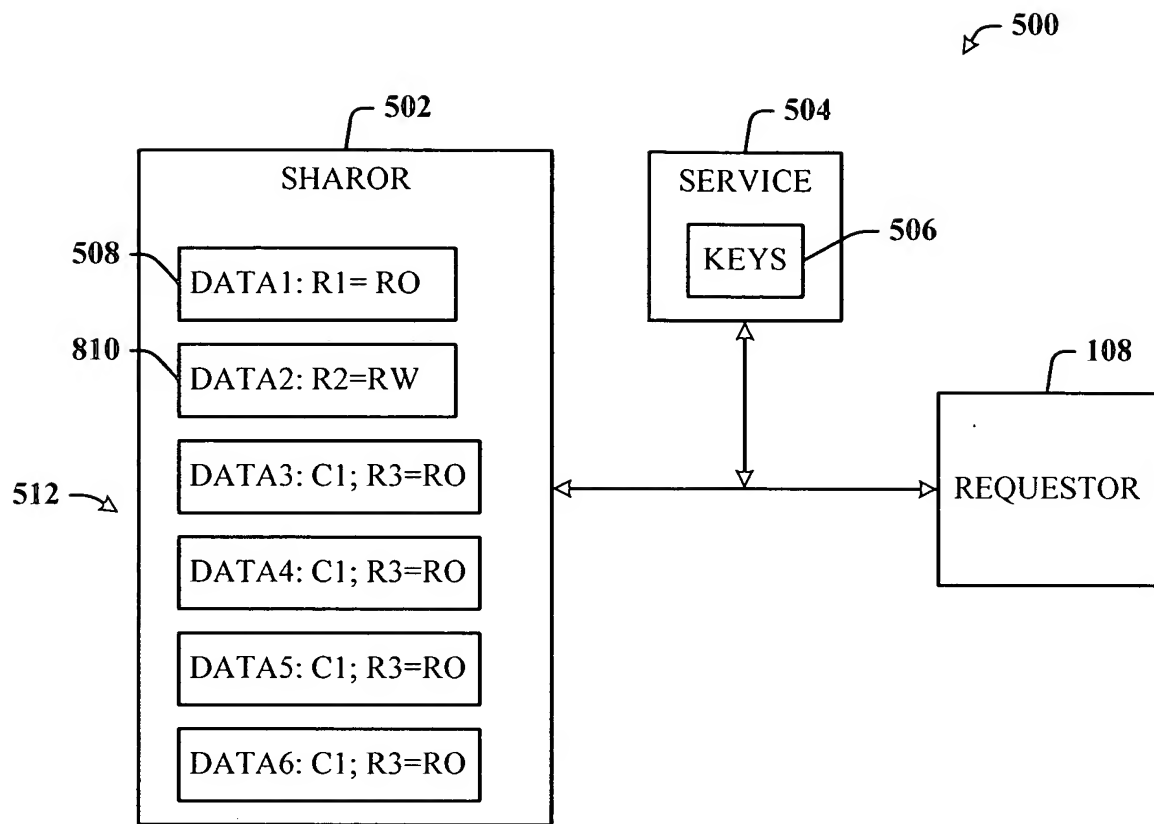 500
502
504
SHAROR
SERVICE
508
506
KEYS
DATA1: R1= RO
810
108
DATA2: R2=RW
DATA3: C1; R3=RO
512
REQUESTOR
DATA4: C1; R3=RO
DATA5: C1; R3=RO
DATA6: C1; R3=RO